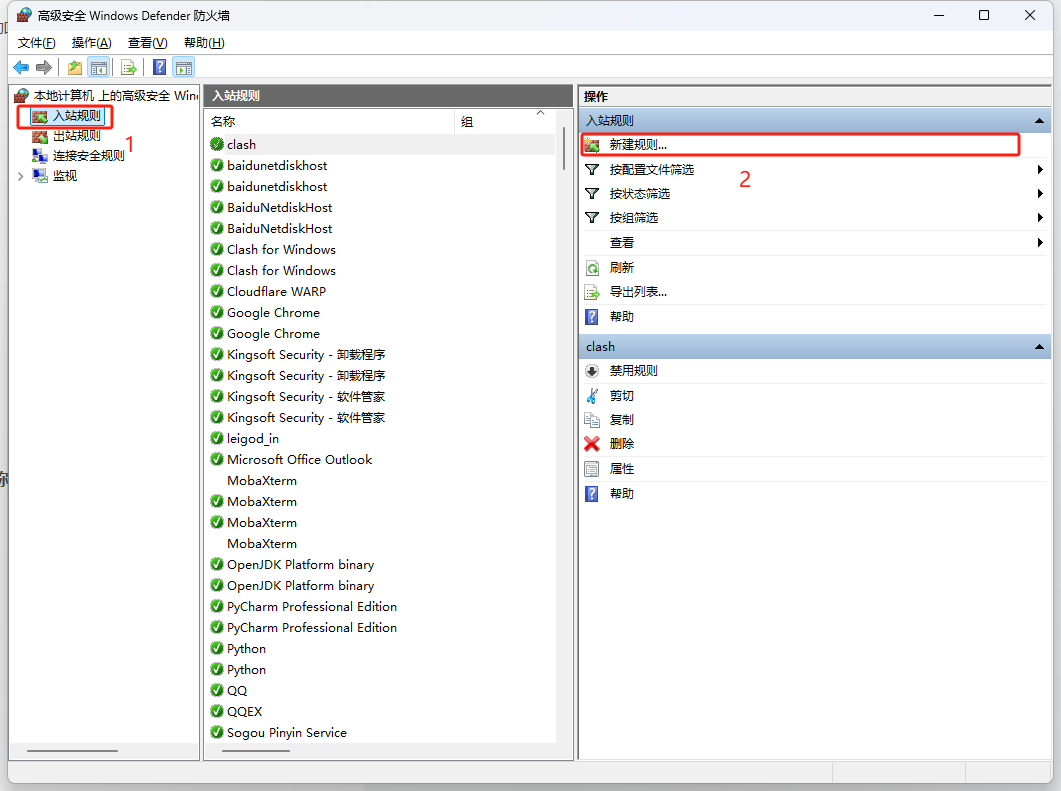 高级安全 Windows Defender 防火墙
文件(F) 操作(A) 查看(V) 帮助(H)
本地计算机 上的高级安全 Win
入站规则
出站规则
连接安全规则
监视
1
入站规则
名称 组
clash
baidunetdiskhost
baidunetdiskhost
BaiduNetdiskHost
BaiduNetdiskHost
Clash for Windows
Clash for Windows
Cloudflare WARP
Google Chrome
Google Chrome
Kingsoft Security - 卸载程序
Kingsoft Security - 卸载程序
Kingsoft Security - 软件管家
Kingsoft Security - 软件管家
leigod_in
Microsoft Office Outlook
MobaXterm
MobaXterm
MobaXterm
MobaXterm
OpenJDK Platform binary
OpenJDK Platform binary
PyCharm Professional Edition
PyCharm Professional Edition
Python
Python
QQ
QQEX
Sogou Pinyin Service
操作
入站规则
新建规则...
按配置文件筛选
2
按状态筛选
按组筛选
查看
刷新
导出列表...
帮助
clash
禁用规则
剪切
复制
删除
属性
帮助